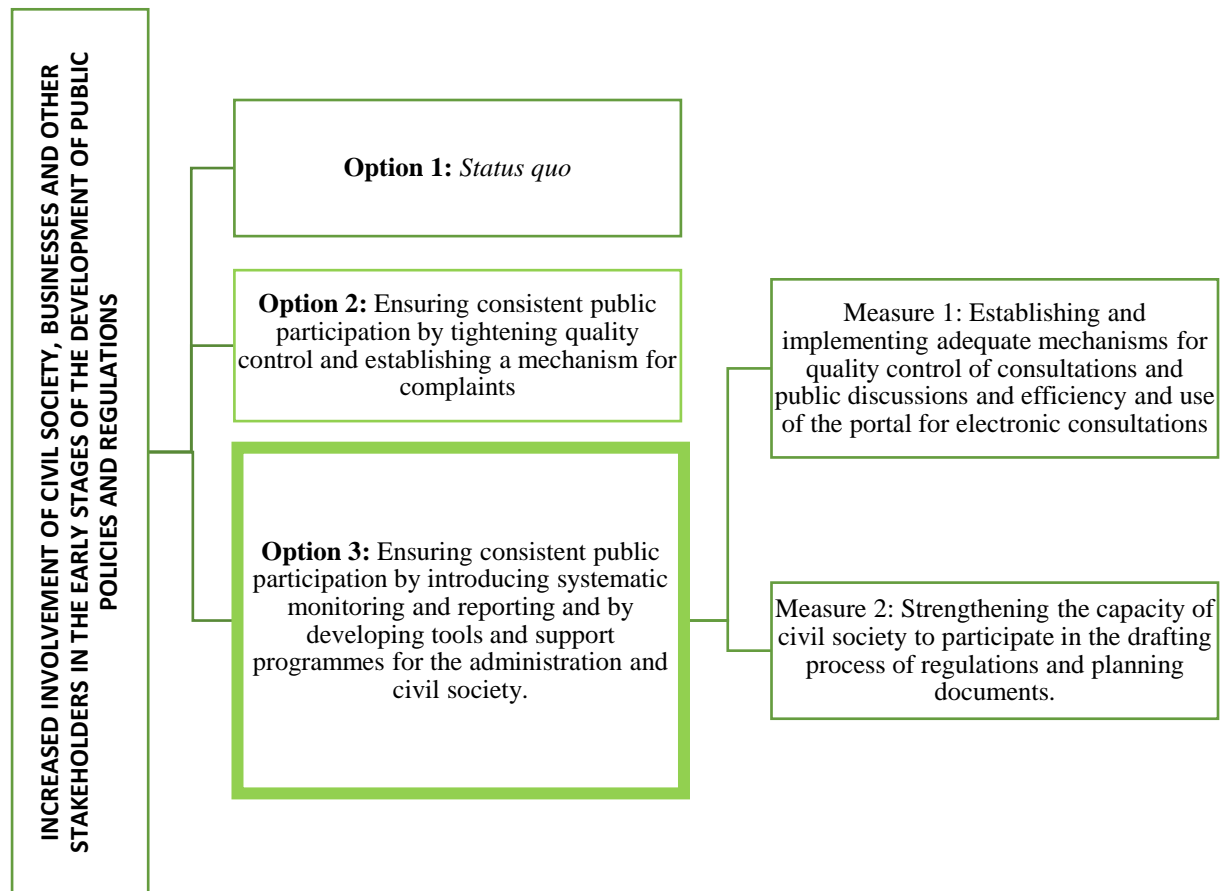 INCREASED INVOLVEMENT OF CIVIL SOCIETY, BUSINESSES AND OTHER
STAKEHOLDERS IN THE EARLY STAGES OF THE DEVELOPMENT OF PUBLIC
POLICIES AND REGULATIONS
Option 1: Status quo
Option 2: Ensuring consistent public
participation by tightening quality
control and establishing a mechanism for
complaints
Option 3: Ensuring consistent public
participation by introducing systematic
monitoring and reporting and by
developing tools and support
programmes for the administration and
civil society.
Measure 1: Establishing and
implementing adequate mechanisms for
quality control of consultations and
public discussions and efficiency and use
of the portal for electronic consultations
Measure 2: Strengthening the capacity of
civil society to participate in the drafting
process of regulations and planning
documents.